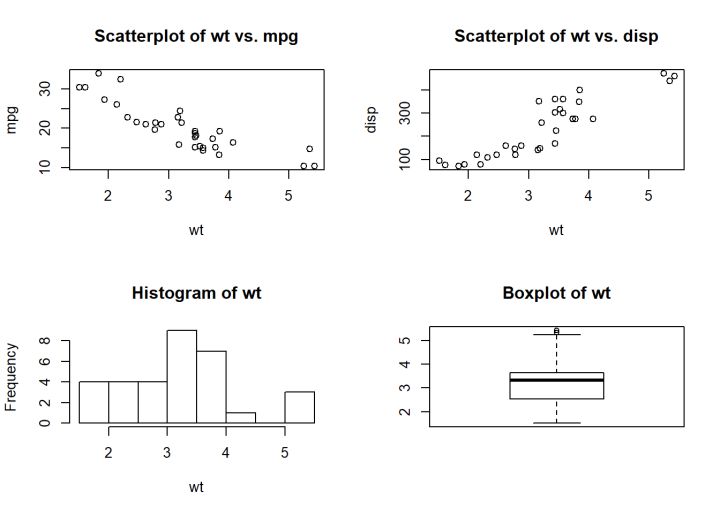 Scatterplot of wt vs. mpg
mpg
10 20 30
2 3 4 5
wt
Scatterplot of wt vs. disp
disp
100 300
2 3 4 5
wt
Histogram of wt
Frequency
0 2 4 6 8
2 3 4 5
wt
Boxplot of wt
2 3 4 5